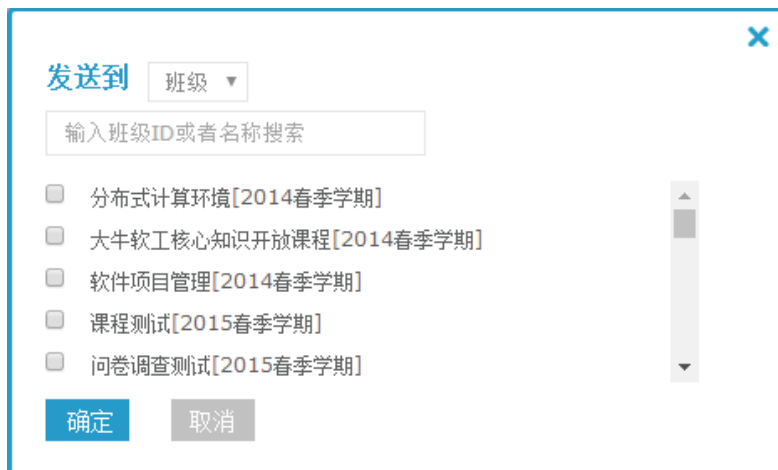 发送到 班级
输入班级ID或者名称搜索
分布式计算环境[2014春季学期]
大牛软工核心知识开放课程[2014春季学期]
软件项目管理[2014春季学期]
课程测试[2015春季学期]
问卷调查测试[2015春季学期]
确定 取消